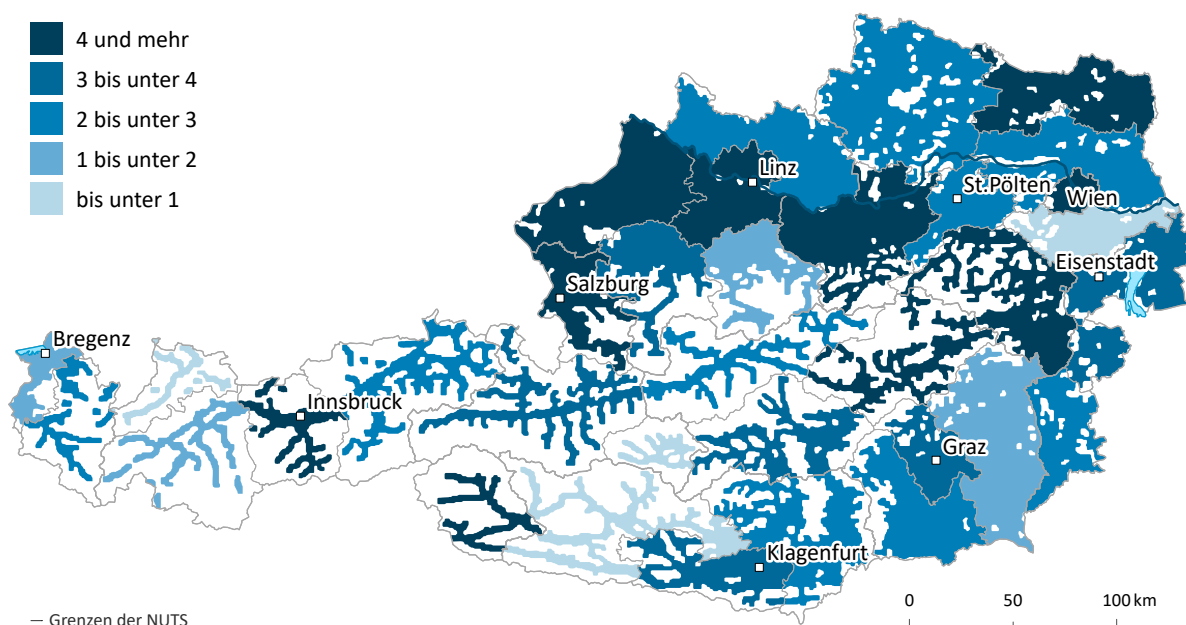 4 und mehr
3 bis unter 4
2 bis unter 3
1 bis unter 2
bis unter 1
Linz
St.Pölten
Wien
Eisenstadt
Salzburg
Bregenz
Innsbruck
Graz
Klagenfurt
0 50 100 km
— Grenzen der NUTS